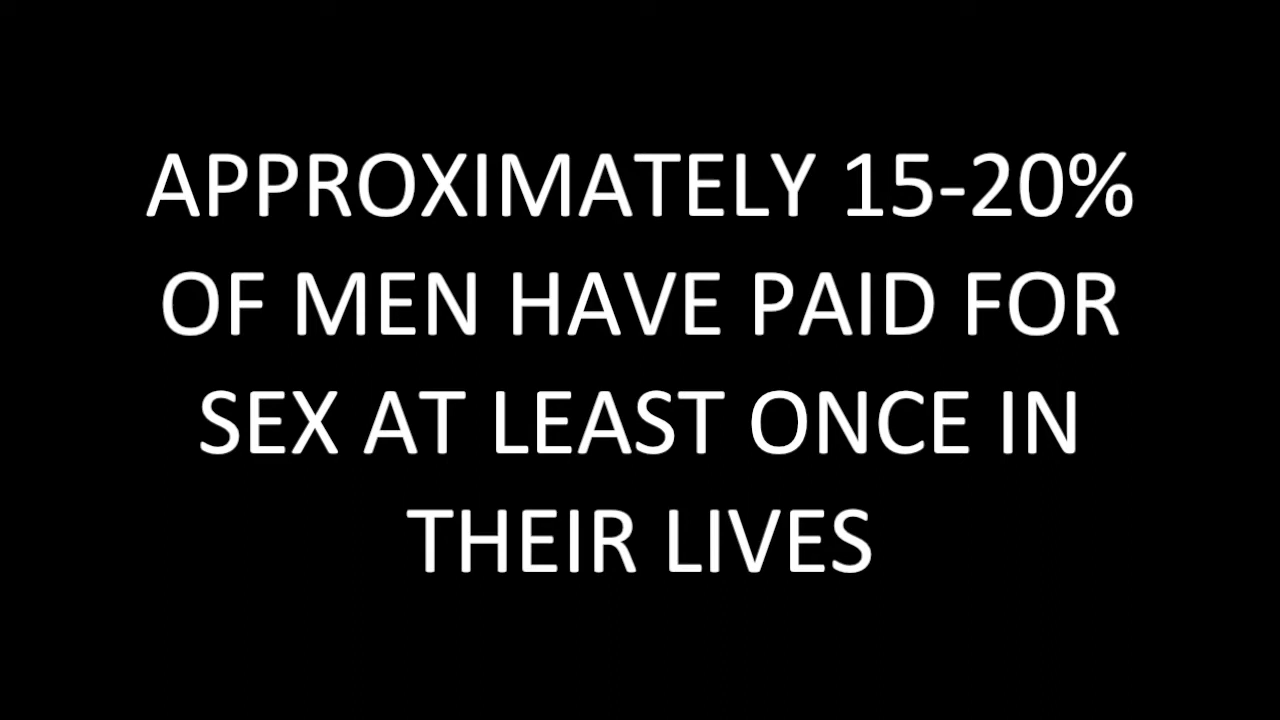 APPROXIMATELY 15-20%
OF MEN HAVE PAID FOR
SEX AT LEAST ONCE IN
THEIR LIVES